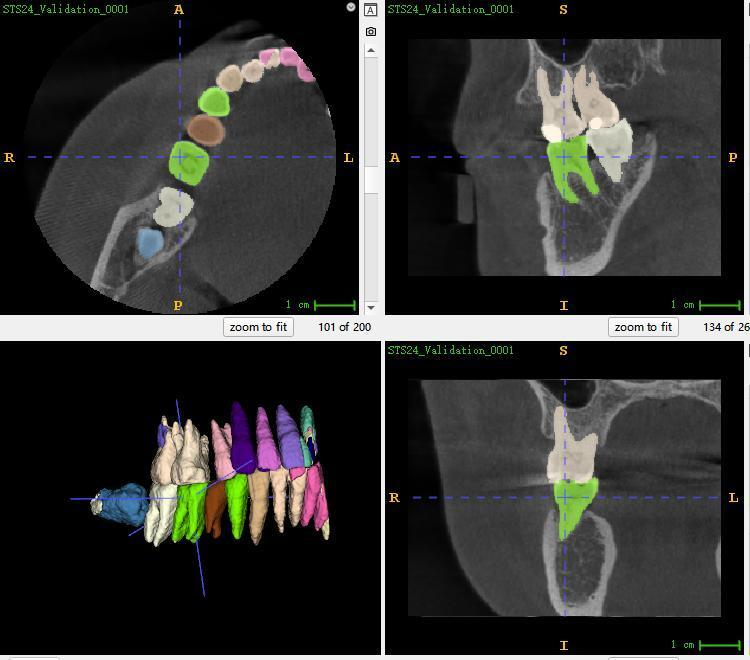 STS24_Validation_0001
A
A
R
L
P
1 cm
zoom to fit
101 of 200
STS24_Validation_0001
S
A
P
I
1 cm
zoom to fit
134 of 26
STS24_Validation_0001
S
R
L
I
1 cm